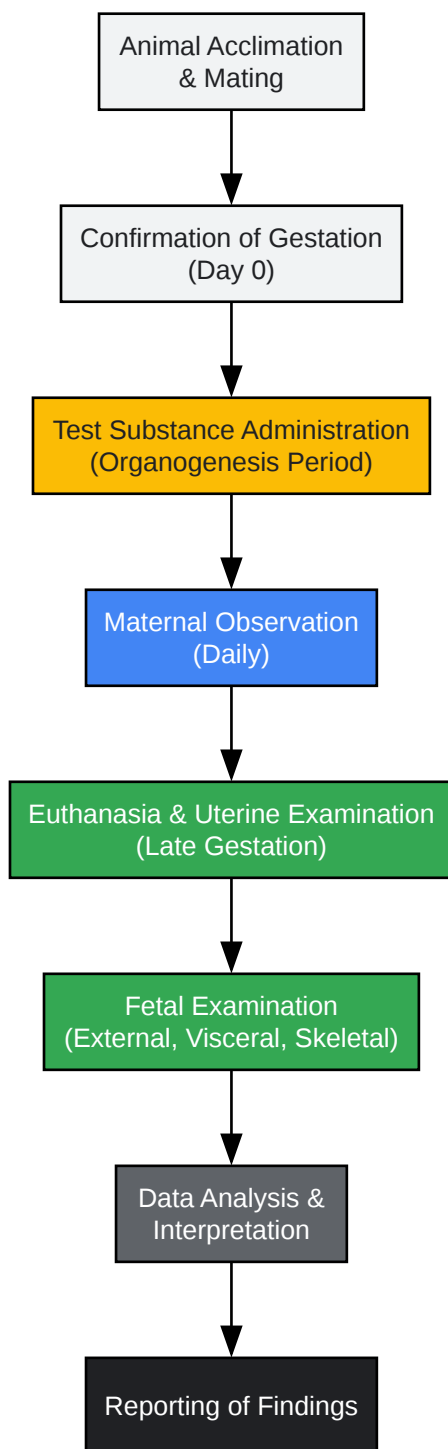 Animal Acclimation
& Mating
Confirmation of Gestation
(Day 0)
Test Substance Administration
(Organogenesis Period)
Maternal Observation
(Daily)
Euthanasia & Uterine Examination
(Late Gestation)
Fetal Examination
(External, Visceral, Skeletal)
Data Analysis &
Interpretation
Reporting of Findings